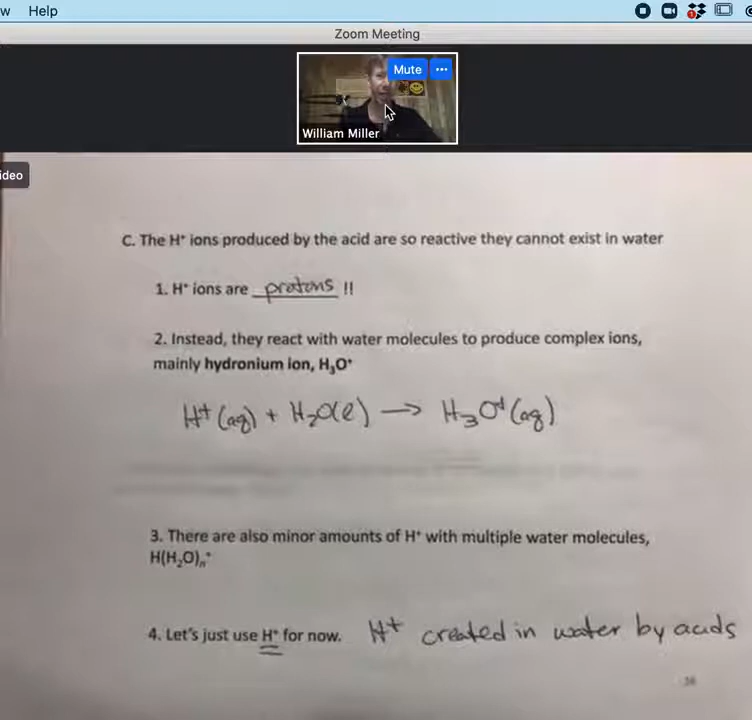 w Help
Zoom Meeting
Mute ...
William Miller
ideo
C. The H⁺ ions produced by the acid are so reactive they cannot exist in water
1. H⁺ ions are protons !!
2. Instead, they react with water molecules to produce complex ions,
mainly hydronium ion, H₃O⁺
H⁺(aq) + H₂O(l) → H₃O⁺(aq)
3. There are also minor amounts of H⁺ with multiple water molecules,
H(H₂O)ₙ⁺
4. Let's just use H⁺ for now. H⁺ created in water by acids